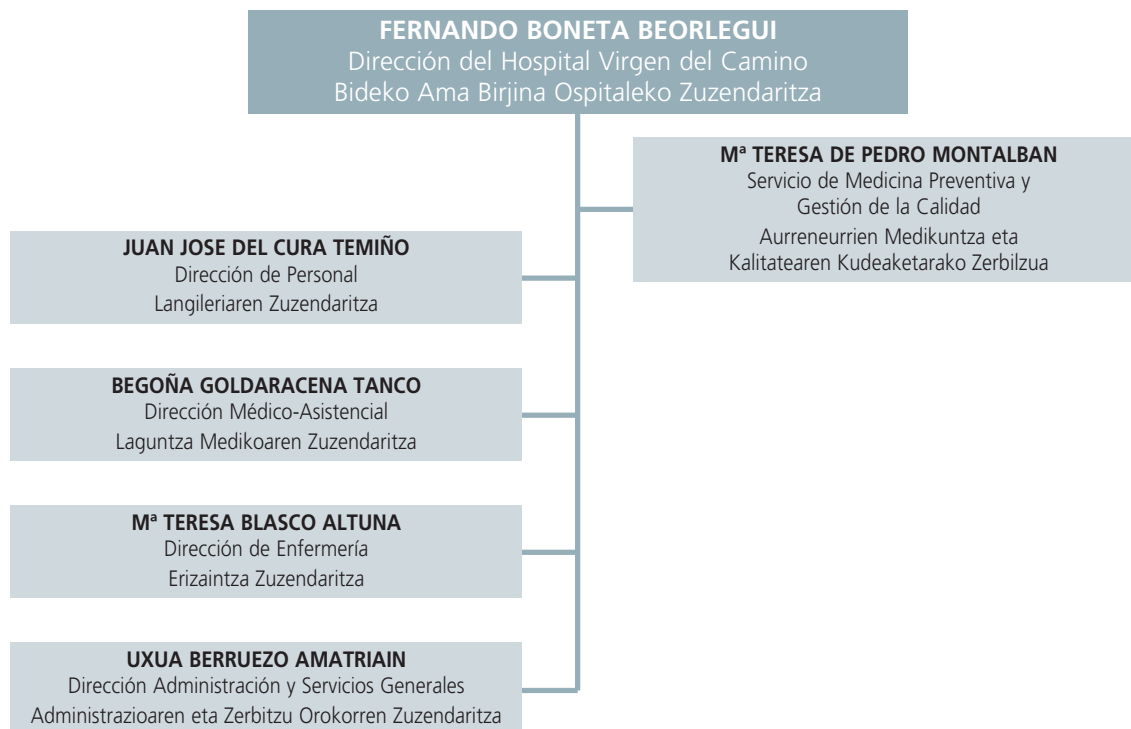 FERNANDO BONETA BEORLEGUI
Dirección del Hospital Virgen del Camino
Bideko Ama Birjina Ospitaleko Zuzendaritza
Mª TERESA DE PEDRO MONTALBAN
Servicio de Medicina Preventiva y
Gestión de la Calidad
Aurreneurrien Medikuntza eta
Kalitatearen Kudeaketarako Zerbilzua
JUAN JOSE DEL CURA TEMIÑO
Dirección de Personal
Langileriaren Zuzendaritza
BEGOÑA GOLDARACENA TANCO
Dirección Médico-Asistencial
Laguntza Medikoaren Zuzendaritza
Mª TERESA BLASCO ALTUNA
Dirección de Enfermería
Erizaintza Zuzendaritza
UXUA BERRUEZO AMATRIAIN
Dirección Administración y Servicios Generales
Administrazioaren eta Zerbitzu Orokorren Zuzendaritza